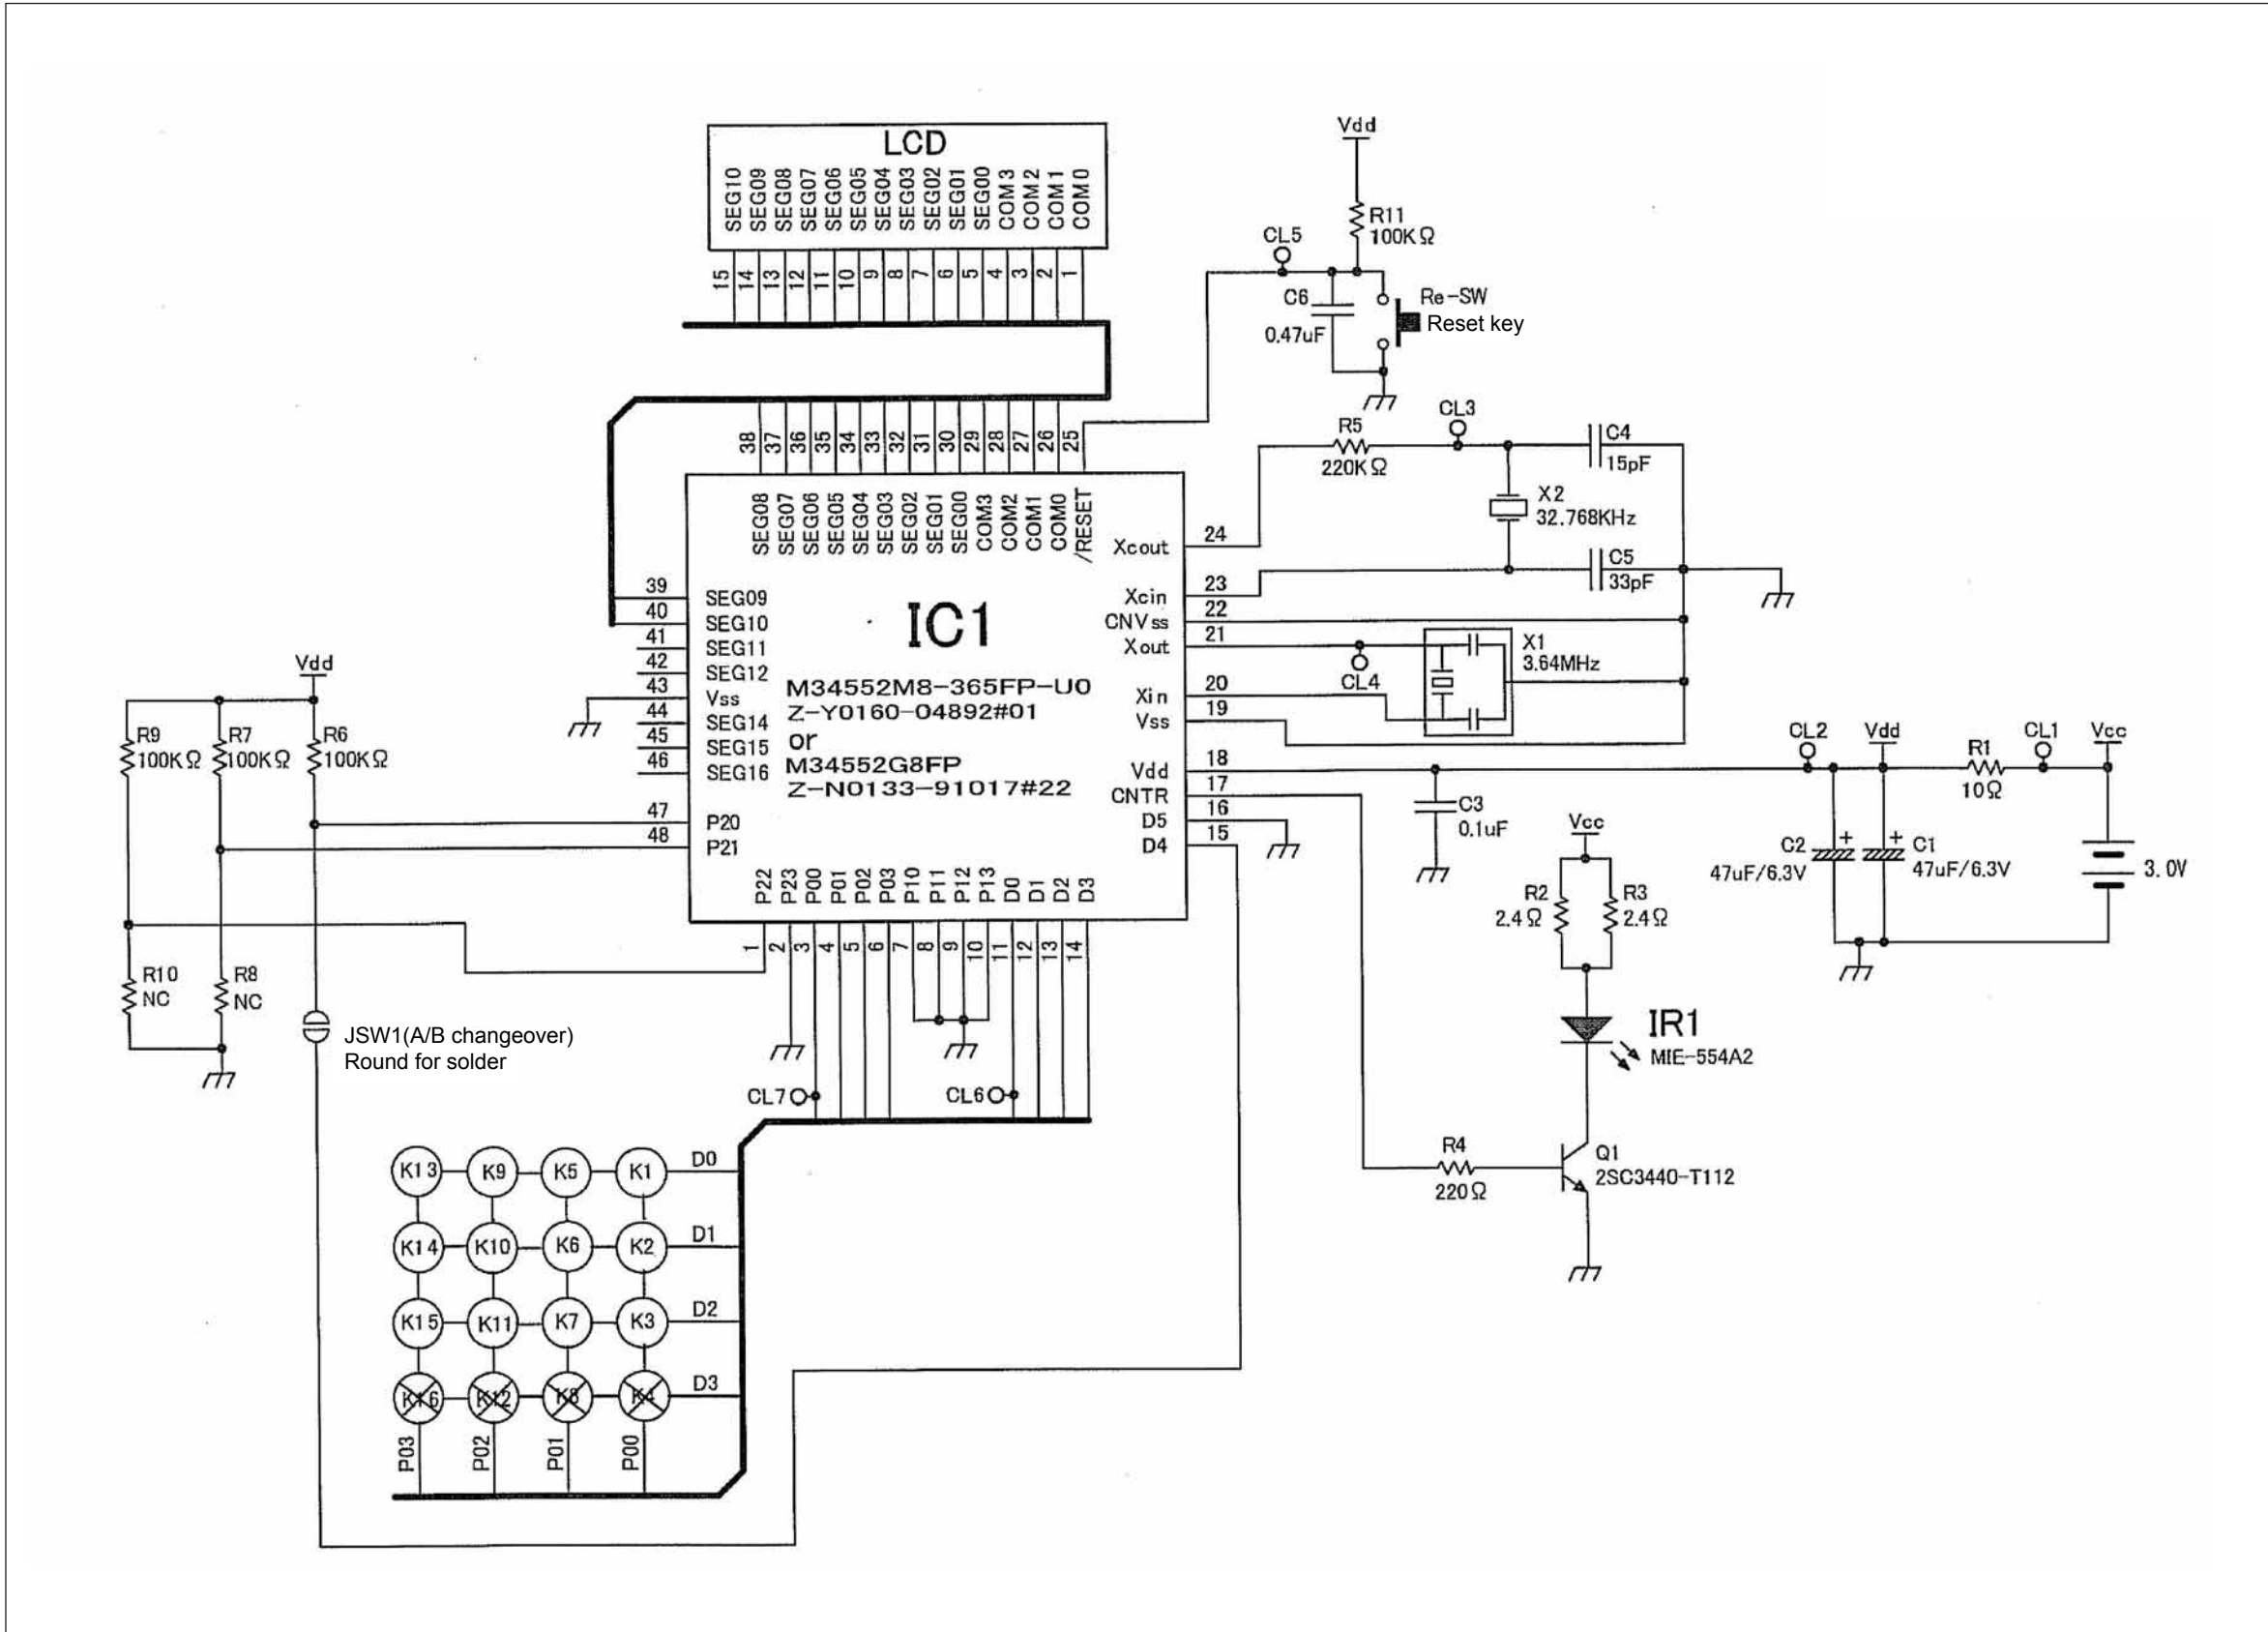 LCD
SEG10
SEG09
SEG08
SEG07
SEG06
SEG05
SEG04
SEG03
SEG02
SEG01
SEG00
COM3
COM2
COM1
COM0
15
14
13
12
11
10
9
8
7
6
5
4
3
2
1
Vdd
R11
100KΩ
CL5
C6
0.47uF
Re-SW
Reset key
38
37
36
35
34
33
32
31
30
29
28
27
26
25
SEG08
SEG07
SEG06
SEG05
SEG04
SEG03
SEG02
SEG01
SEG00
COM3
COM2
COM1
COM0
/RESET
R5
220KΩ
CL3
C4
15pF
X2
32.768KHz
C5
33pF
Xcout 24
Xcin 23
CNVss 22
Xout 21
Xin 20
Vss 19
Vdd 18
CNTR 17
D5 16
D4 15
CL4
X1
3.64MHz
39 SEG09
40 SEG10
41 SEG11
42 SEG12
43 Vss
44 SEG14
45 SEG15
46 SEG16
47 P20
48 P21
IC1
M34552M8-365FP-U0
Z-Y0160-04892#01
or
M34552G8FP
Z-N0133-91017#22
Vdd
R9
100KΩ
R7
100KΩ
R6
100KΩ
R10
NC
R8
NC
JSW1(A/B changeover)
Round for solder
P22
P23
P00
P01
P02
P03
P10
P11
P12
P13
D0
D1
D2
D3
1
2
3
4
5
6
7
8
9
10
11
12
13
14
CL7
CL6
C3
0.1uF
CL2
Vdd
R1
10Ω
CL1
Vcc
C2
47uF/6.3V
+
C1
47uF/6.3V
+
3.0V
Vcc
R2
2.4Ω
R3
2.4Ω
IR1
MIE-554A2
R4
220Ω
Q1
2SC3440-T112
K13 K9 K5 K1 D0
K14 K10 K6 K2 D1
K15 K11 K7 K3 D2
K16 K12 K8 K4 D3
P03
P02
P01
P00